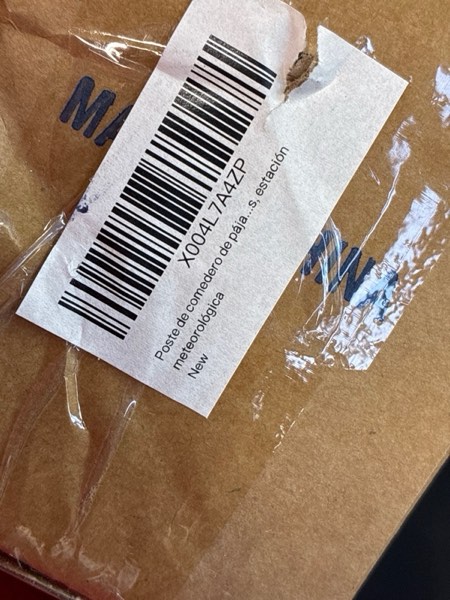 X004L7A4ZP
Poste de comedero de pája...s, estación
meteorológica
New